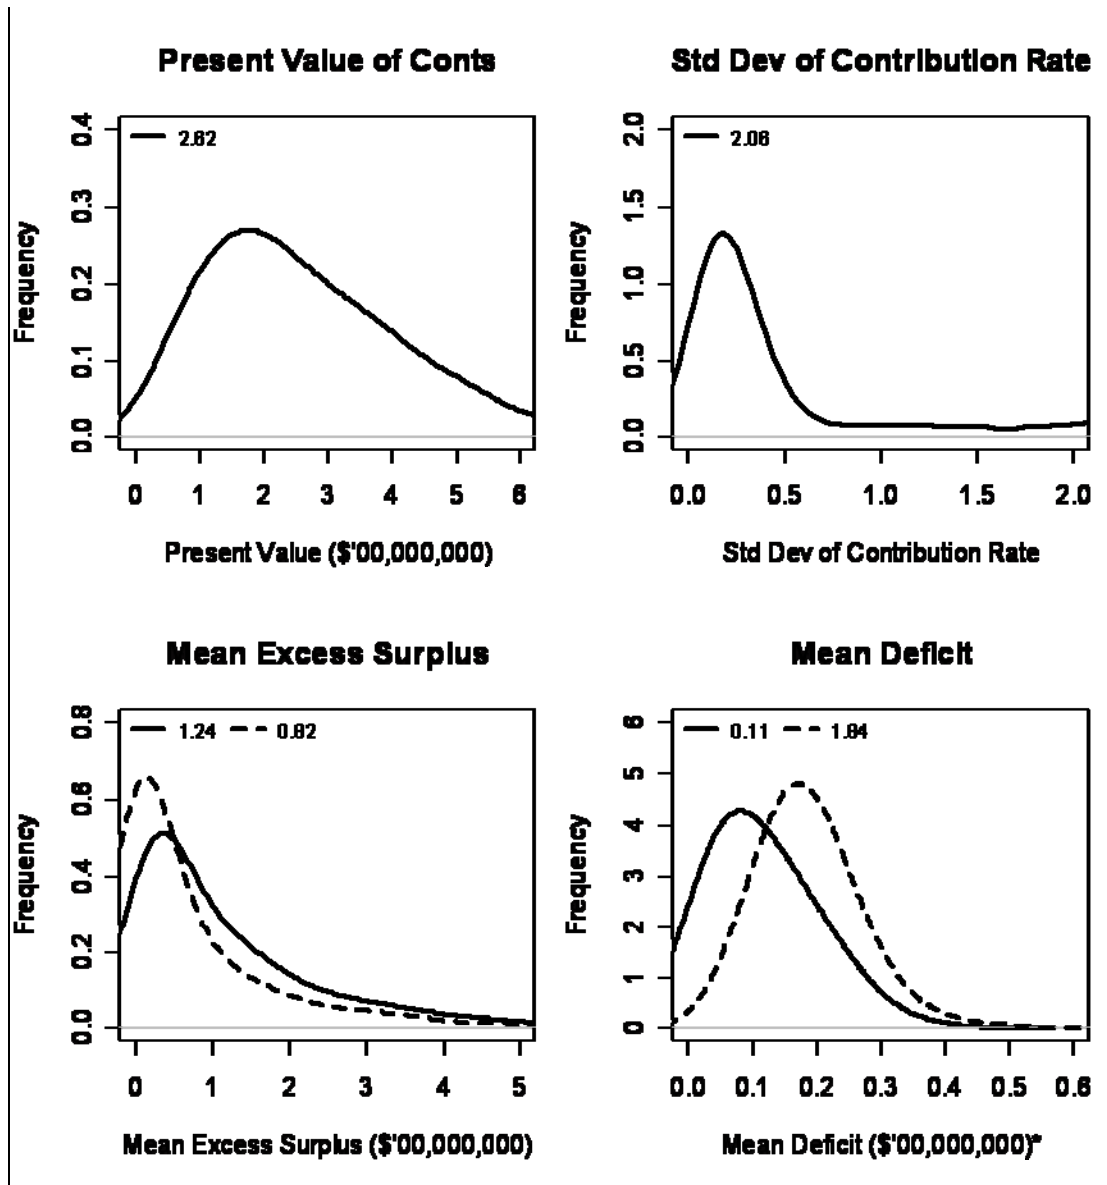 Present Value of Conts
2.62
0.4
0.3
0.2
0.1
0.0
Frequency
0 1 2 3 4 5 6
Present Value ($'00,000,000)
Std Dev of Contribution Rate
2.06
2.0
1.5
1.0
0.5
0.0
Frequency
0.0 0.5 1.0 1.5 2.0
Std Dev of Contribution Rate
Mean Excess Surplus
1.24 0.82
0.8
0.6
0.4
0.2
0.0
Frequency
0 1 2 3 4 5
Mean Excess Surplus ($'00,000,000)
Mean Deficit
0.11 1.84
6
5
4
3
2
1
0
Frequency
0.0 0.1 0.2 0.3 0.4 0.5 0.6
Mean Deficit ($'00,000,000)*